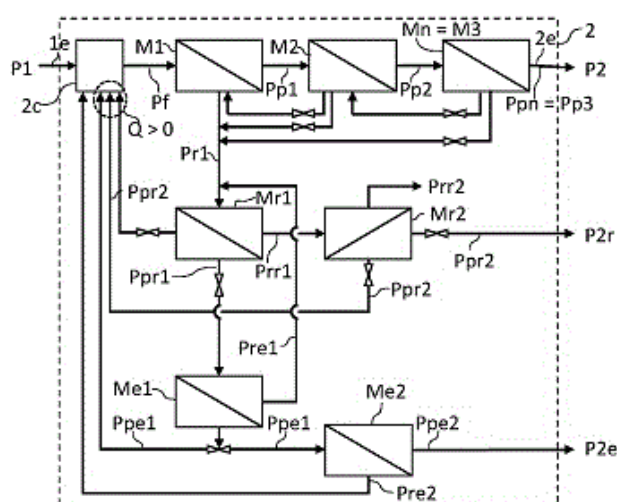 Mn = M3
1e
M1
M2
2e
2
P1
P2
2c
Pf
Pp1
Pp2
Ppn = Pp3
Q > 0
Pr1
Ppr2
Mr1
Prr2
Mr2
P2r
Ppr1
Prr1
Ppr2
Ppr2
Pre1
Me1
Me2
Ppe1
Ppe1
Ppe2
P2e
Pre2